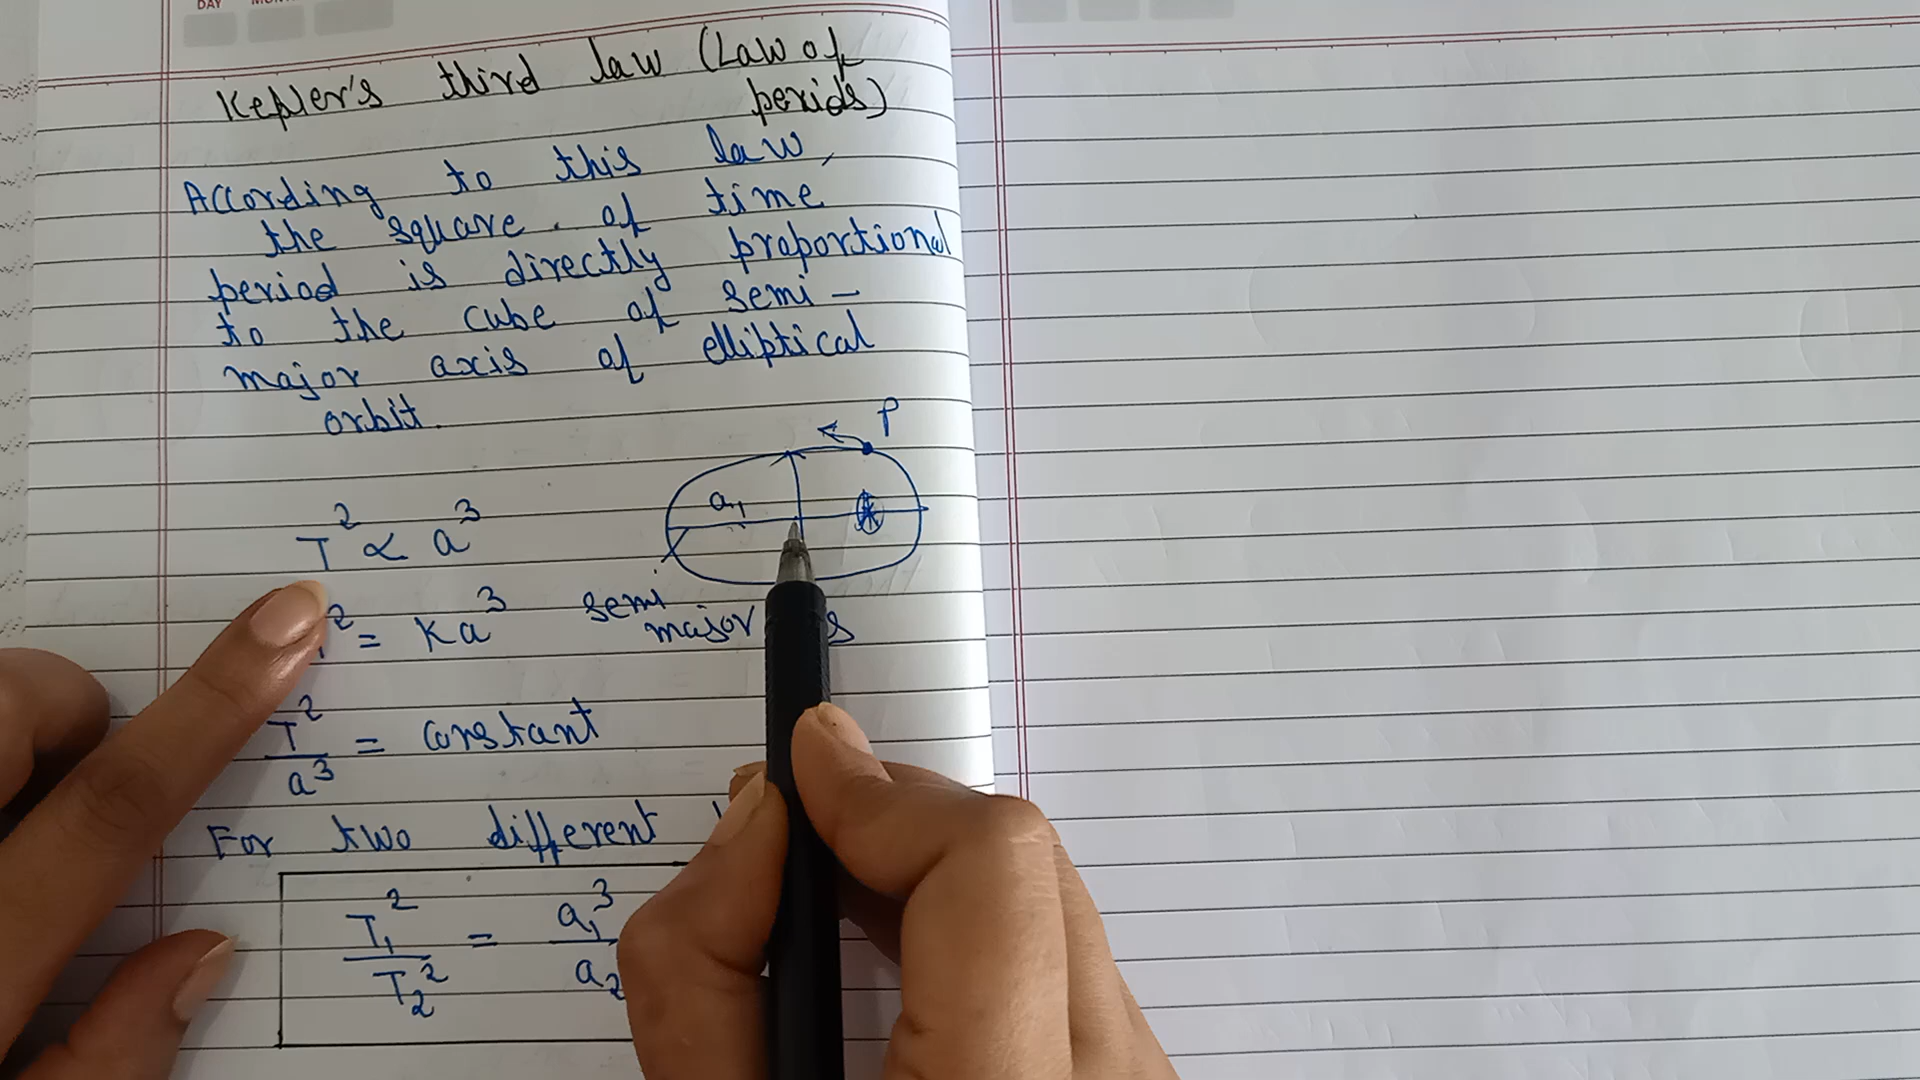 DAY
Kepler's third law (Law of
periods)
According to this law,
the square of time
period is directly proportional
to the cube of semi-
major axis of elliptical
orbit.
P
a₁
T² ∝ a³
² = Ka³
semi
major
T²/a³ = constant
For two different
T₁²/T₂² = a₁³/a₂